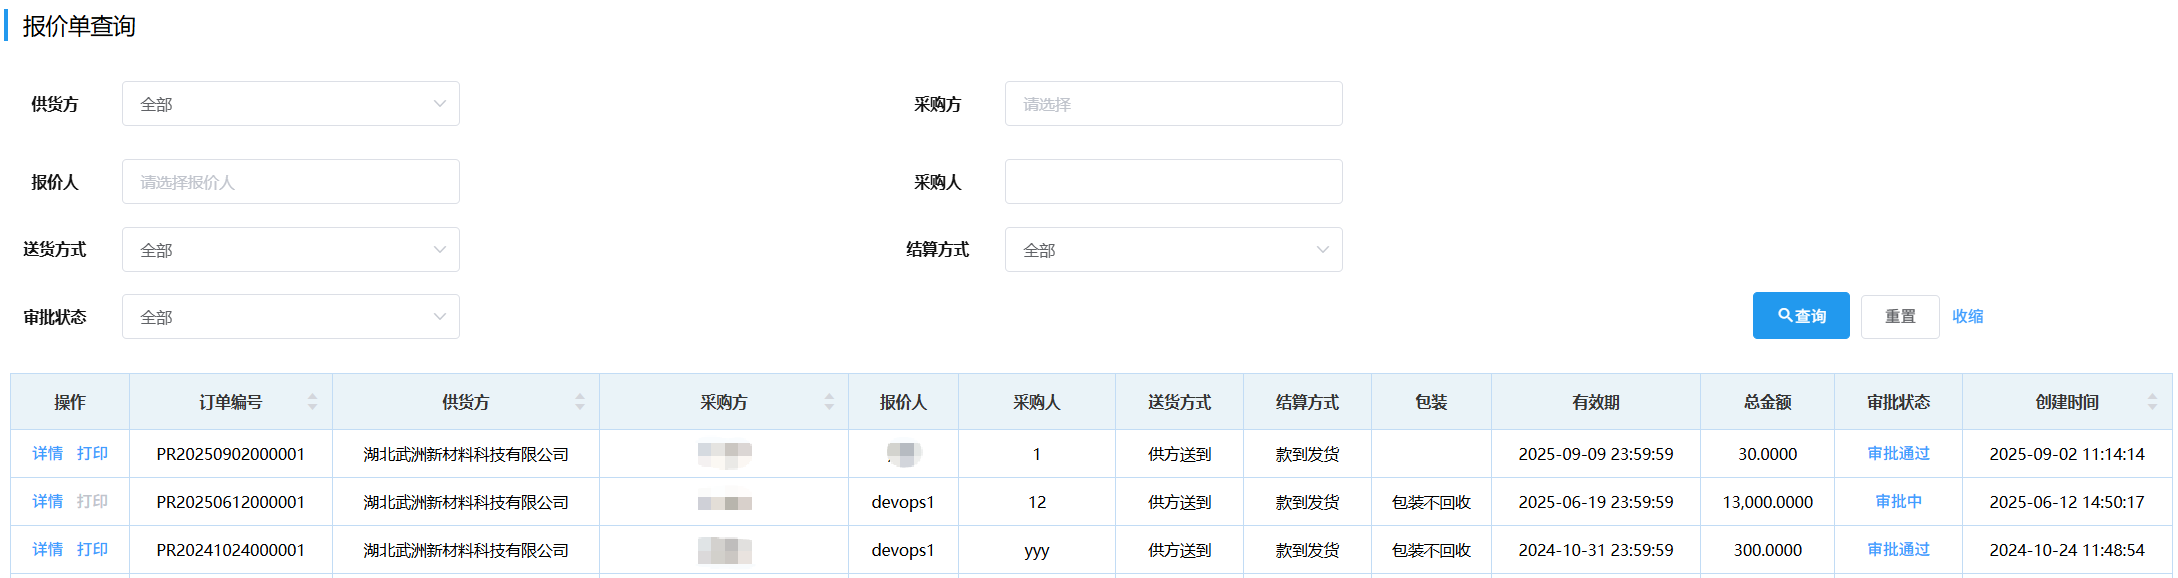 报价单查询
供货方 全部 采购方 请选择
报价人 请选择报价人 采购人
送货方式 全部 结算方式 全部
审批状态 全部 查询 重置 收缩
操作 订单编号 供货方 采购方 报价人 采购人 送货方式 结算方式 包装 有效期 总金额 审批状态 创建时间
详情 打印 PR20250902000001 湖北武洲新材料科技有限公司 1 供方送到 款到发货 2025-09-09 23:59:59 30.0000 审批通过 2025-09-02 11:14:14
详情 打印 PR20250612000001 湖北武洲新材料科技有限公司 devops1 12 供方送到 款到发货 包装不回收 2025-06-19 23:59:59 13,000.0000 审批中 2025-06-12 14:50:17
详情 打印 PR20241024000001 湖北武洲新材料科技有限公司 devops1 yyy 供方送到 款到发货 包装不回收 2024-10-31 23:59:59 300.0000 审批通过 2024-10-24 11:48:54